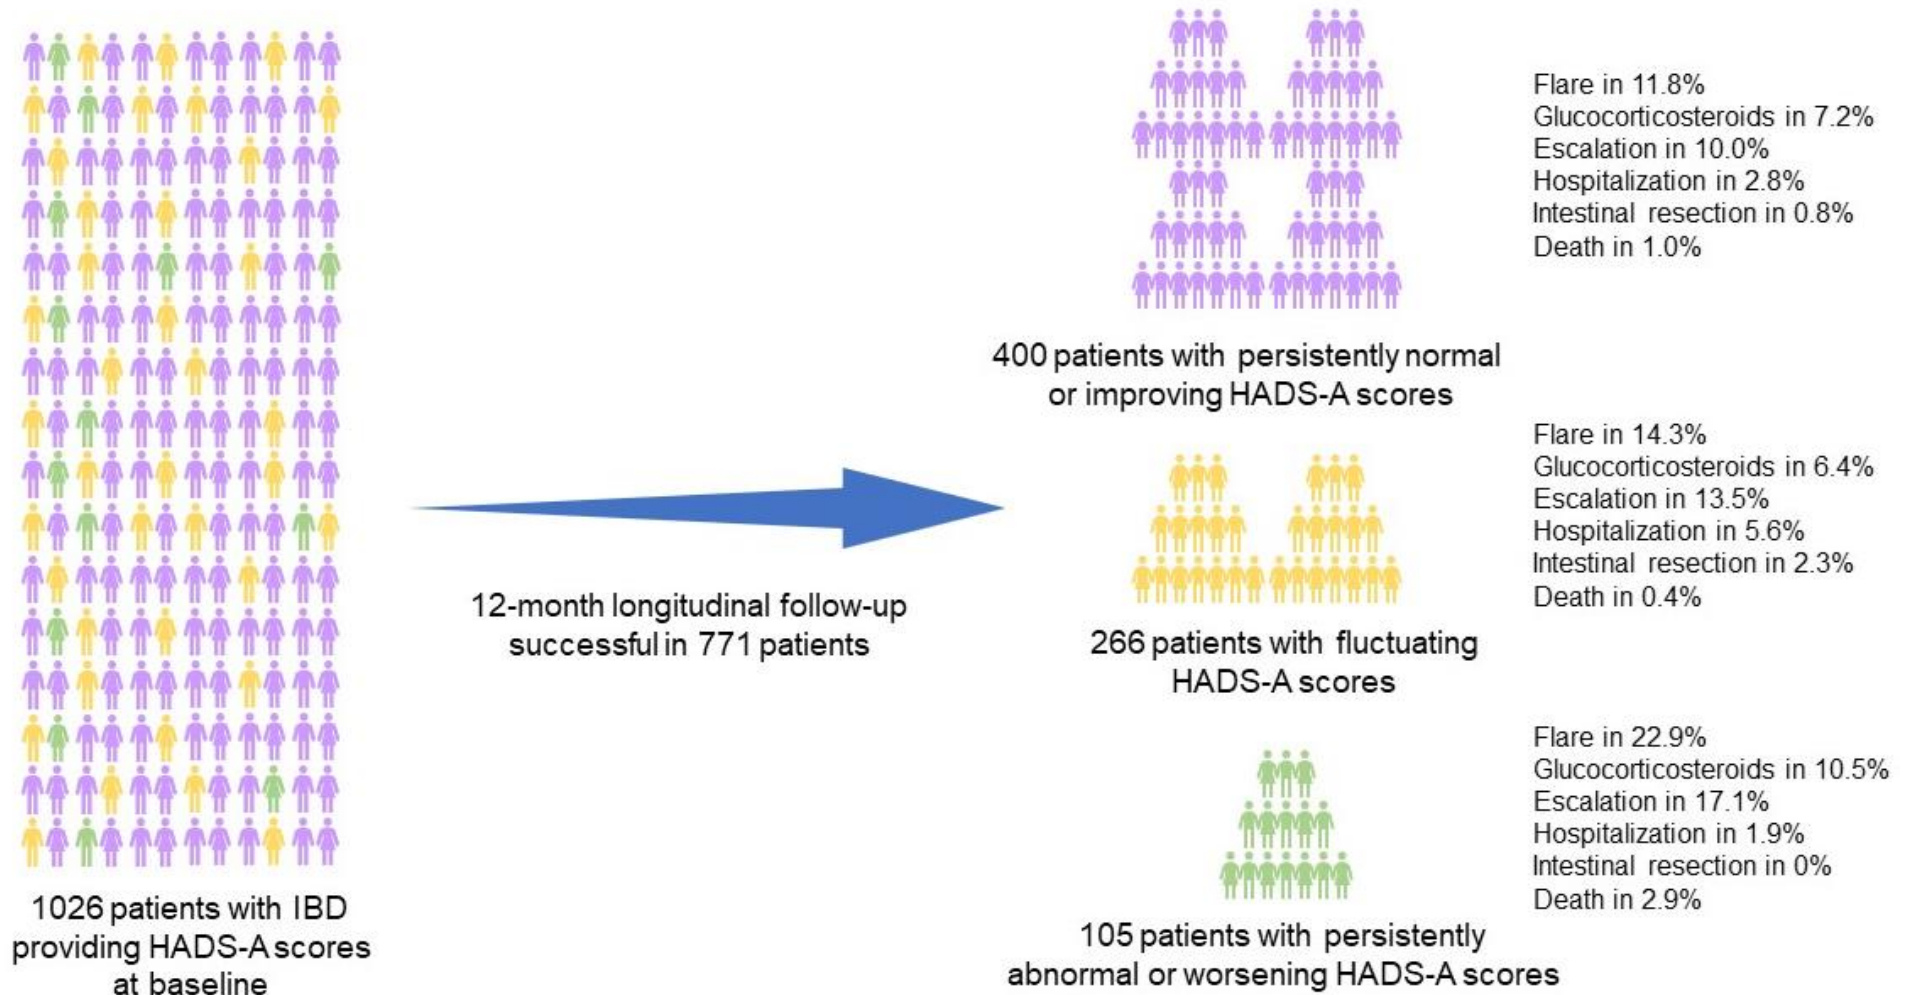 1026 patients with IBD
providing HADS-A scores
at baseline
12-month longitudinal follow-up
successful in 771 patients
400 patients with persistently normal
or improving HADS-A scores
Flare in 11.8%
Glucocorticosteroids in 7.2%
Escalation in 10.0%
Hospitalization in 2.8%
Intestinal resection in 0.8%
Death in 1.0%
266 patients with fluctuating
HADS-A scores
Flare in 14.3%
Glucocorticosteroids in 6.4%
Escalation in 13.5%
Hospitalization in 5.6%
Intestinal resection in 2.3%
Death in 0.4%
105 patients with persistently
abnormal or worsening HADS-A scores
Flare in 22.9%
Glucocorticosteroids in 10.5%
Escalation in 17.1%
Hospitalization in 1.9%
Intestinal resection in 0%
Death in 2.9%